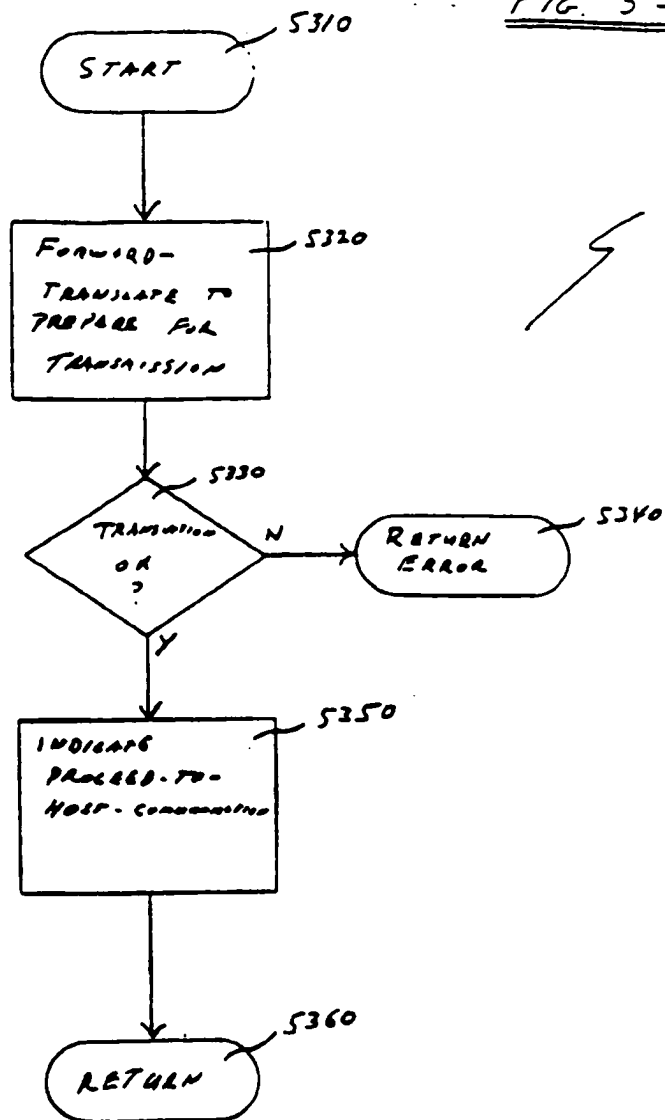 FIG. 5-
5310
START
5320
FORWARD-
TRANSLATE TO
PREPARE FOR
TRANSMISSION
5330
TRANSLATION
OK
?
N
Y
5340
RETURN
ERROR
5350
INDICATE
PROCEED-TO-
HOST-COMMUNICATION
5360
RETURN